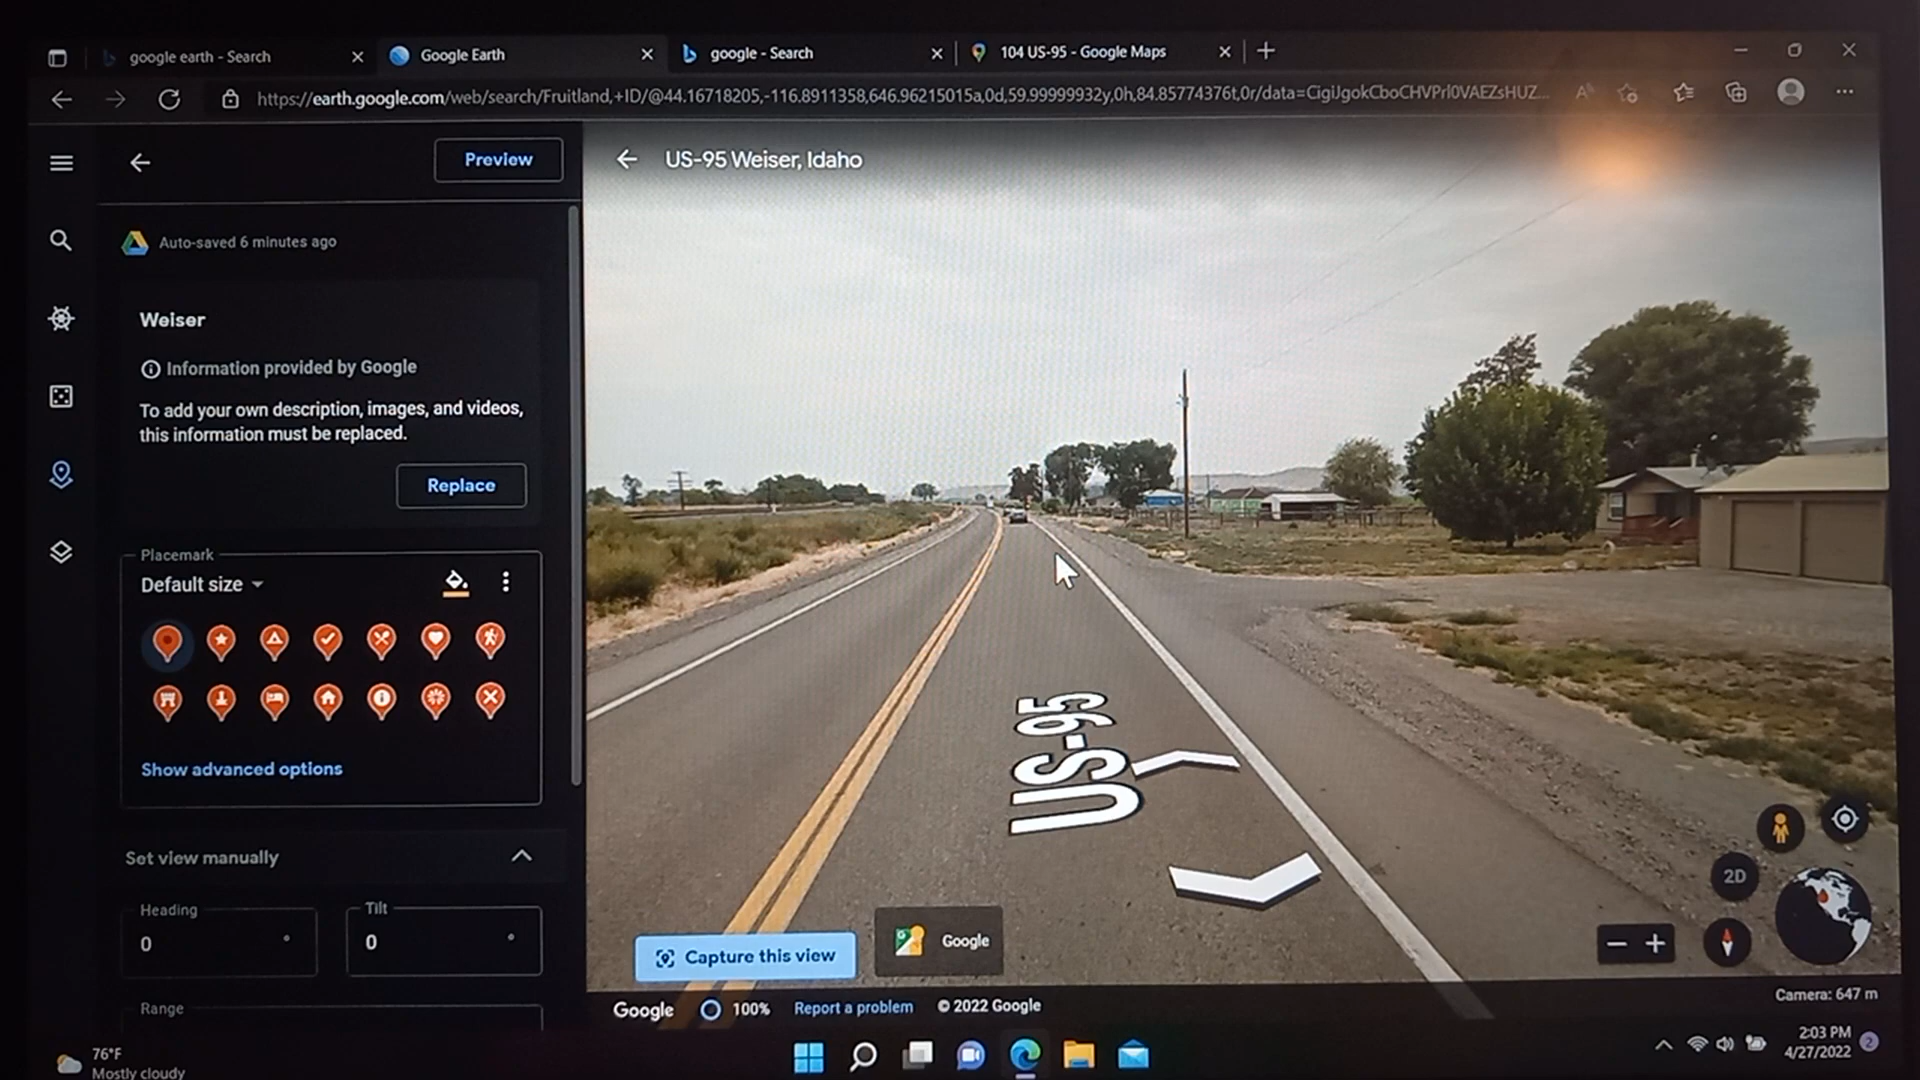 google earth - Search
Google Earth
google - Search
104 US-95 - Google Maps
https://earth.google.com/web/search/Fruitland,+ID/@44.16718205,-116.8911358,646.96215015a,0d,59.99999932y,0h,84.85774376t,0r/data=CigiJgokCboCHVPrl0VAEZsHUZ...
Preview
US-95 Weiser, Idaho
Auto-saved 6 minutes ago
Weiser
Information provided by Google
To add your own description, images, and videos,
this information must be replaced.
Replace
Placemark
Default size
Show advanced options
Set view manually
Heading
0 °
Tilt
0 °
Range
US-95
Capture this view
Google
2D
Google
100%
Report a problem
© 2022 Google
Camera: 647 m
76°F
Mostly cloudy
2:03 PM
4/27/2022
2